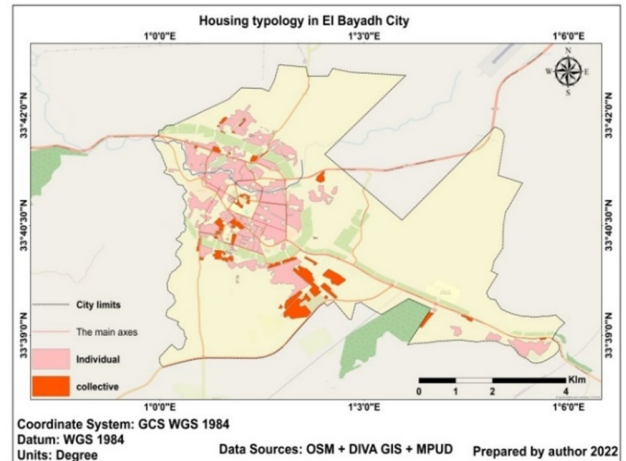 Housing typology in El Bayadh City
1°0'0"E 1°3'0"E 1°6'0"E
N
W E
S
33°42'0"N 33°42'0"N
33°40'30"N 33°40'30"N
33°39'0"N 33°39'0"N
City limits
The main axes
Individual
collective
Klm
0 1 2 4
1°0'0"E 1°3'0"E 1°6'0"E
Coordinate System: GCS WGS 1984
Datum: WGS 1984
Units: Degree
Data Sources: OSM + DIVA GIS + MPUD
Prepared by author 2022